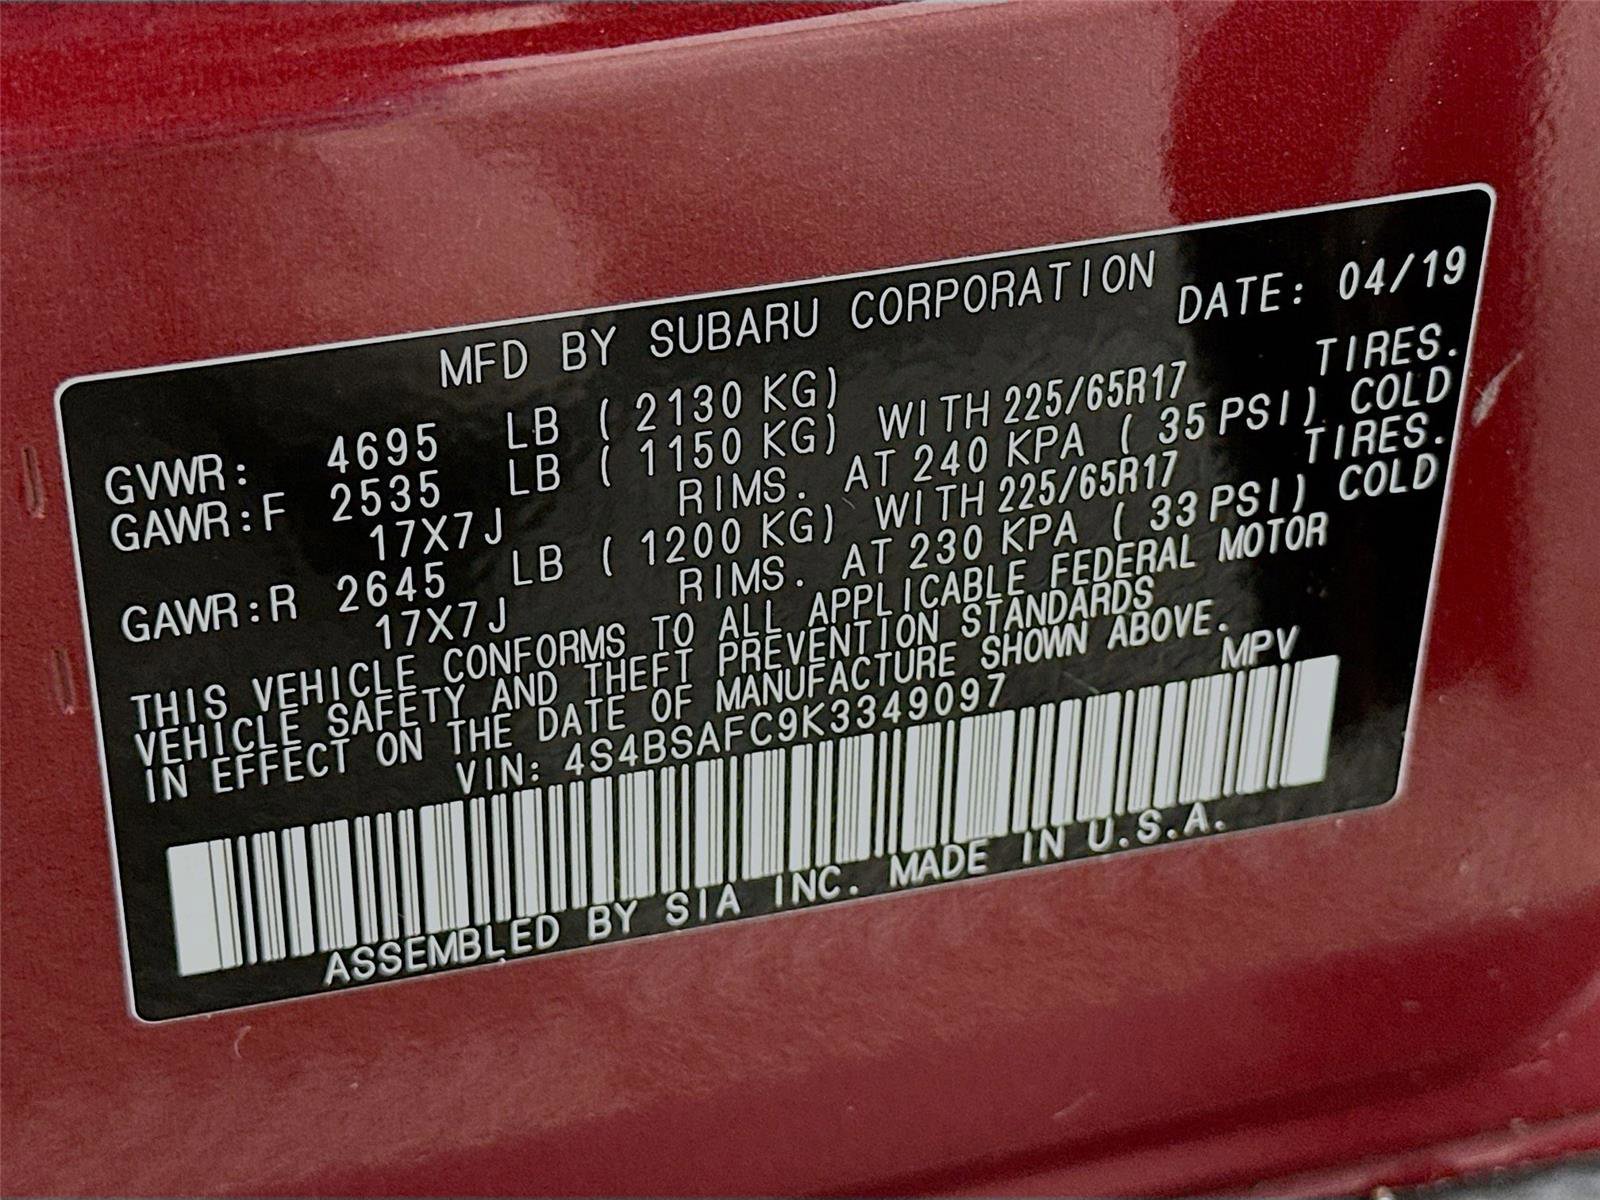 MFD BY SUBARU CORPORATION DATE: 04/19
GVWR: 4695 LB ( 2130 KG)
GAWR:F 2535 LB ( 1150 KG) WITH 225/65R17 TIRES.
17X7J RIMS. AT 240 KPA ( 35 PSI) COLD
GAWR:R 2645 LB ( 1200 KG) WITH 225/65R17 TIRES.
17X7J RIMS. AT 230 KPA ( 33 PSI) COLD
THIS VEHICLE CONFORMS TO ALL APPLICABLE FEDERAL MOTOR
VEHICLE SAFETY AND THEFT PREVENTION STANDARDS
IN EFFECT ON THE DATE OF MANUFACTURE SHOWN ABOVE.
VIN: 4S4BSAFC9K3349097 MPV
ASSEMBLED BY SIA INC. MADE IN U.S.A.